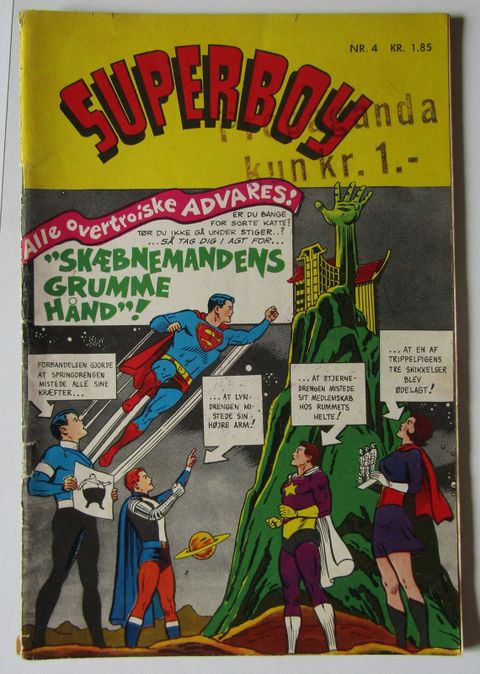 NR. 4 KR. 1.85
SUPERBOY
kun kr. 1.-
Alle overtroiske ADVARES!
ER DU BANGE
FOR SORTE KATTE?
TØR DU IKKE GÅ UNDER STIGER..?
...SÅ TAG DIG I AGT FOR...
"SKÆBNEMANDENS
GRUMME
HÅND"!
FORBANDELSEN GJORDE
AT SPRINGDRENGEN
MISTEDE ALLE SINE
KRÆFTER...
...AT LYN-
DRENGEN MI-
STEDE SIN
HØJRE ARM!
...AT STJERNE-
DRENGEN MISTEDE
SIT MEDLEMSKAB
HOS RUMMETS
HELTE!
...AT EN AF
TRIPPELPIGENS
TRE SKIKKELSER
BLEV
ØDELAGT!